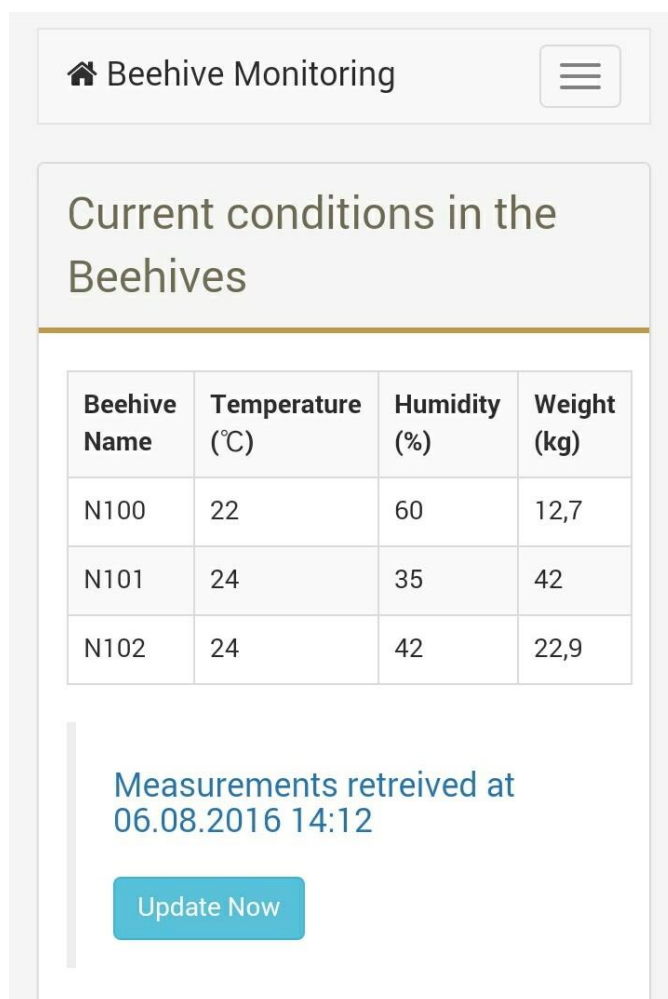 Beehive Monitoring
Current conditions in the
Beehives
Beehive Name Temperature (℃) Humidity (%) Weight (kg)
N100 22 60 12,7
N101 24 35 42
N102 24 42 22,9
Measurements retreived at
06.08.2016 14:12
Update Now